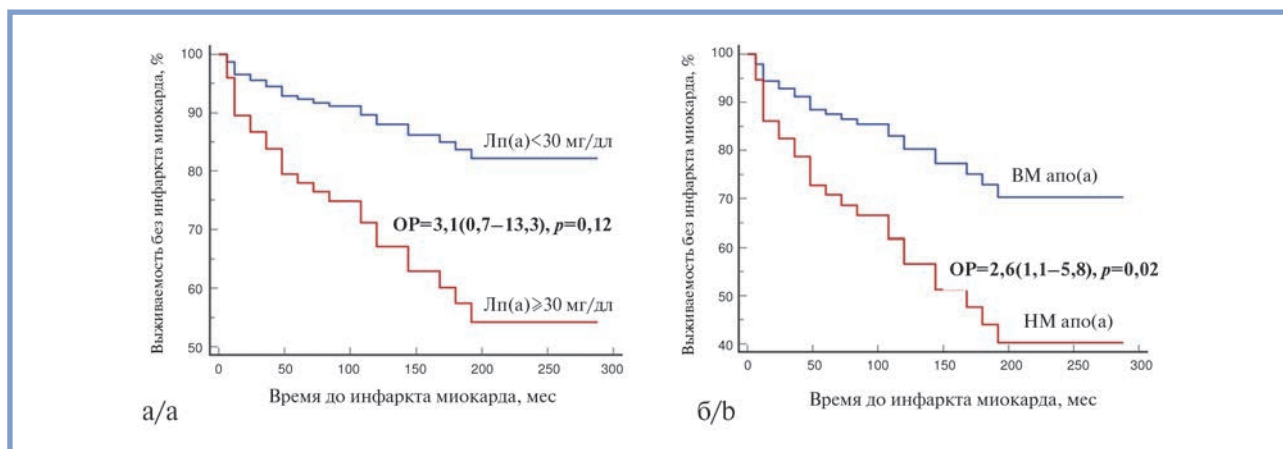 Выживаемость без инфаркта миокарда, %
100
90
80
70
60
50
Лп(а)<30 мг/дл
ОР=3,1(0,7–13,3), p=0,12
Лп(а)⩾30 мг/дл
0 50 100 150 200 250 300
Время до инфаркта миокарда, мес
а/a
Выживаемость без инфаркта миокарда, %
100
90
80
70
60
50
40
ВМ апо(а)
ОР=2,6(1,1–5,8), p=0,02
НМ апо(а)
0 50 100 150 200 250 300
Время до инфаркта миокарда, мес
б/b